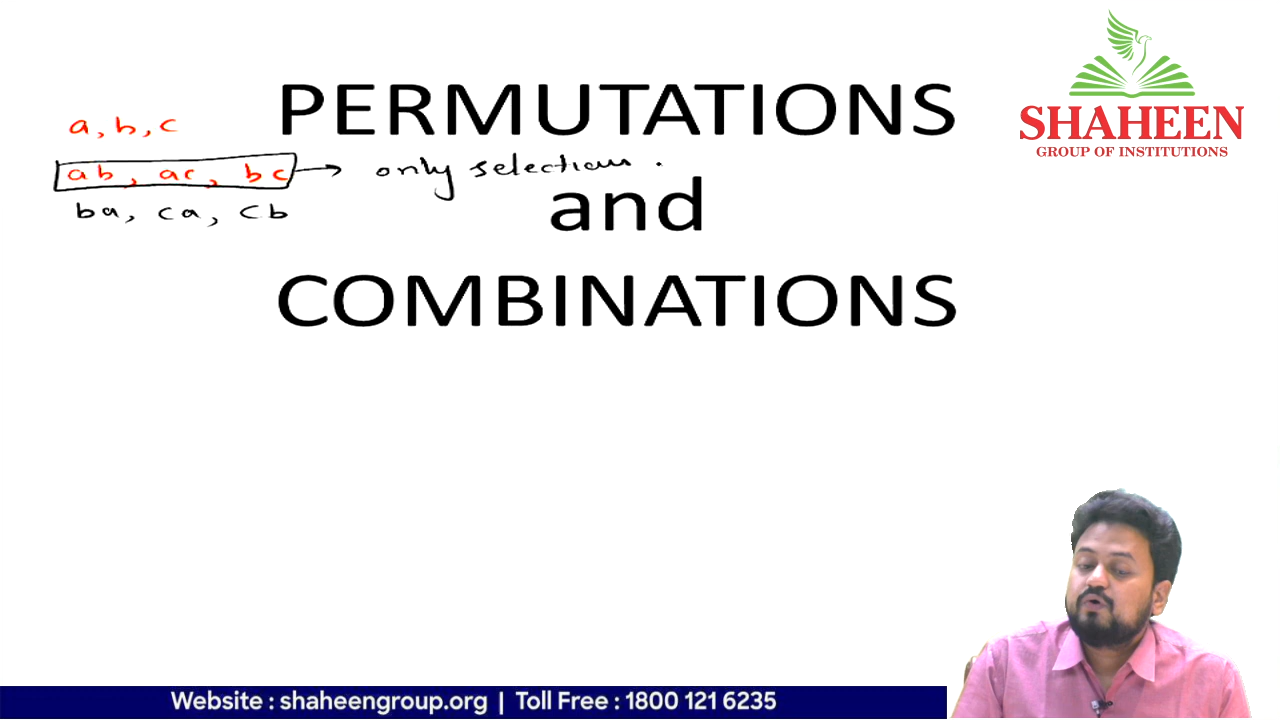 PERMUTATIONS
and
COMBINATIONS
a, b, c
ab, ac, bc → only selections.
ba, ca, cb
SHAHEEN
GROUP OF INSTITUTIONS
Website : shaheengroup.org | Toll Free : 1800 121 6235